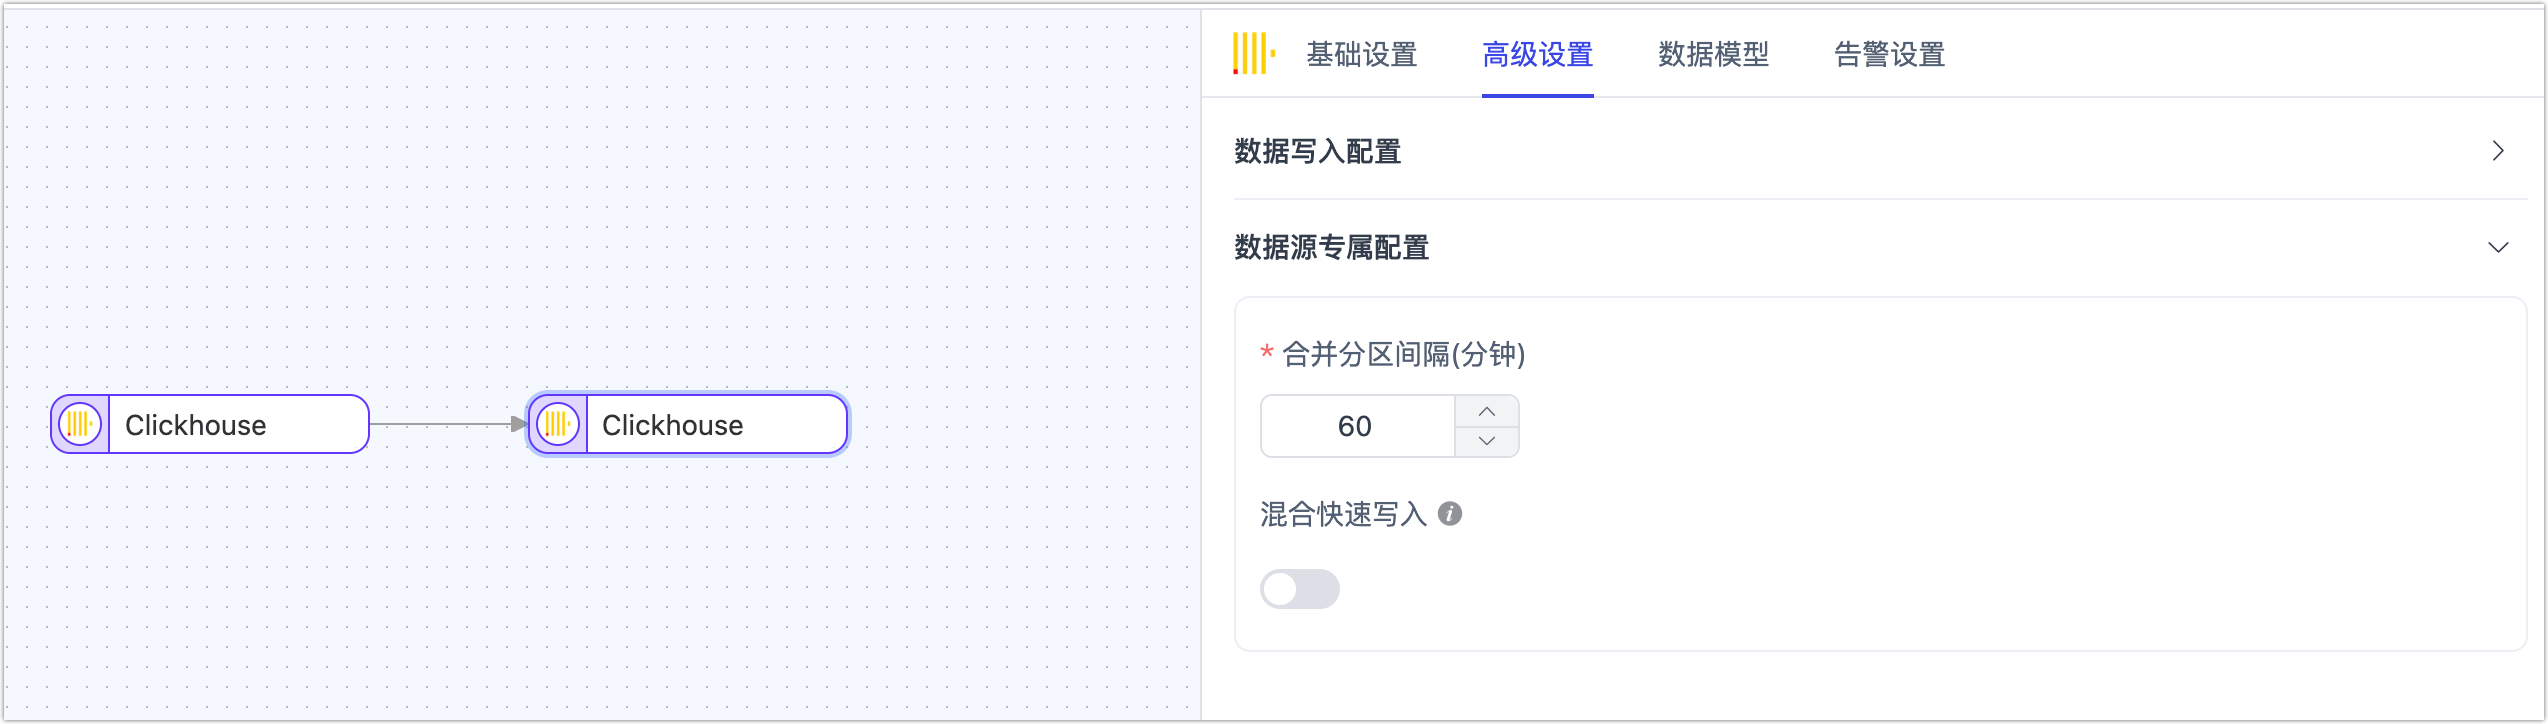 基础设置 高级设置 数据模型 告警设置
数据写入配置
数据源专属配置
* 合并分区间隔(分钟)
60
混合快速写入
Clickhouse
Clickhouse